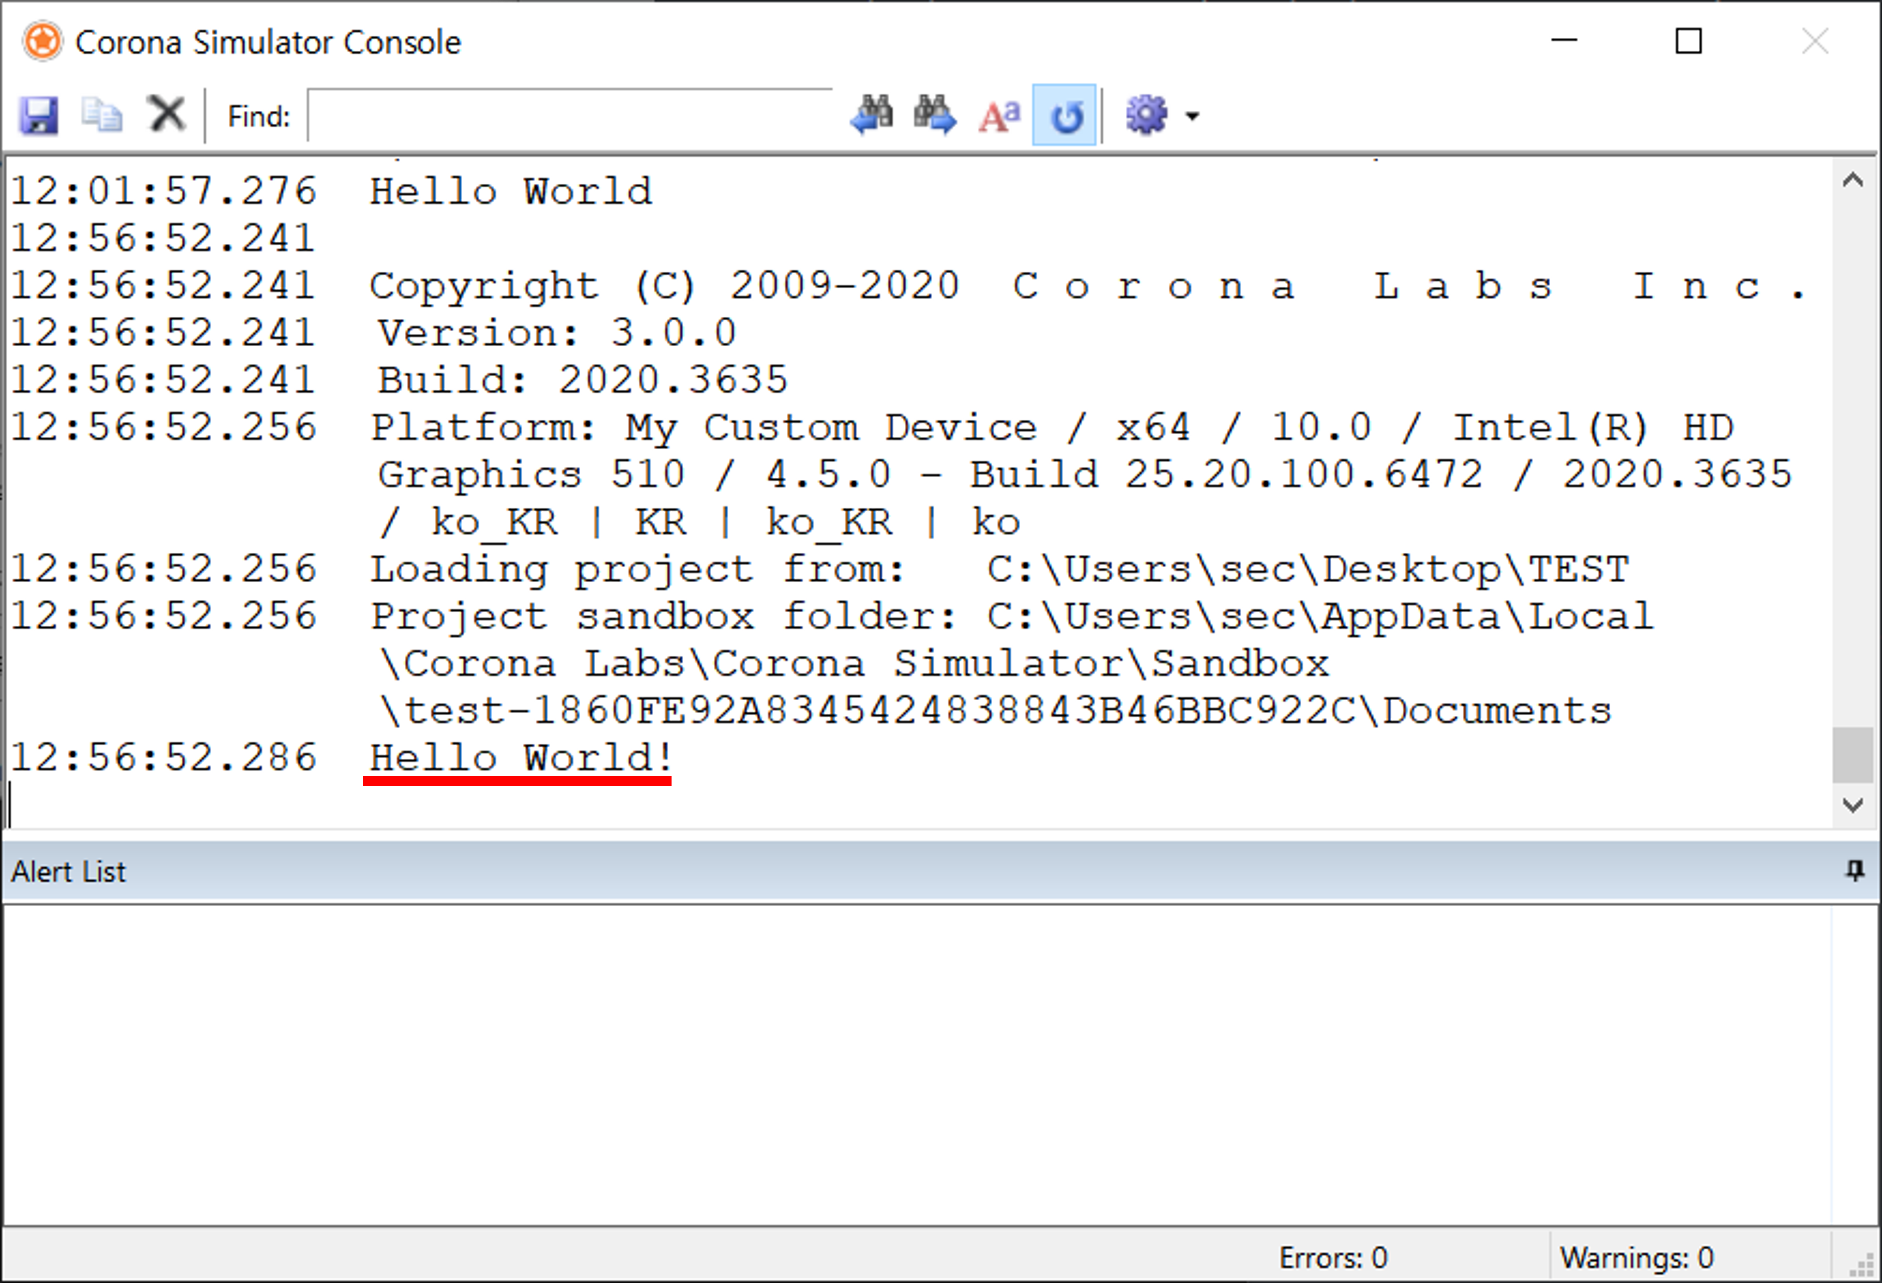 Corona Simulator Console
Find:
12:01:57.276 Hello World
12:56:52.241
12:56:52.241 Copyright (C) 2009-2020 C o r o n a   L a b s   I n c .
12:56:52.241 Version: 3.0.0
12:56:52.241 Build: 2020.3635
12:56:52.256 Platform: My Custom Device / x64 / 10.0 / Intel(R) HD
Graphics 510 / 4.5.0 - Build 25.20.100.6472 / 2020.3635
/ ko_KR | KR | ko_KR | ko
12:56:52.256 Loading project from:   C:\Users\sec\Desktop\TEST
12:56:52.256 Project sandbox folder: C:\Users\sec\AppData\Local
\Corona Labs\Corona Simulator\Sandbox
\test-1860FE92A8345424838843B46BBC922C\Documents
12:56:52.286 Hello World!
Alert List
Errors: 0
Warnings: 0